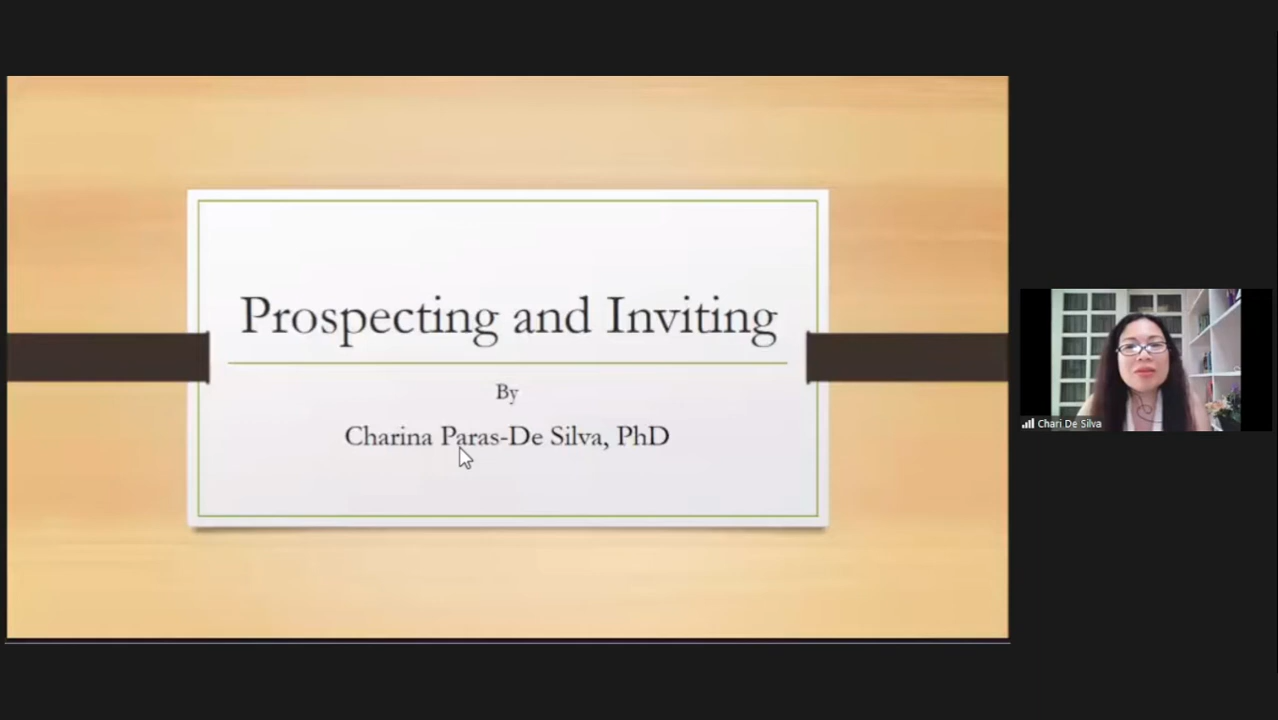 Prospecting and Inviting
By
Charina Paras-De Silva, PhD
Chari De Silva